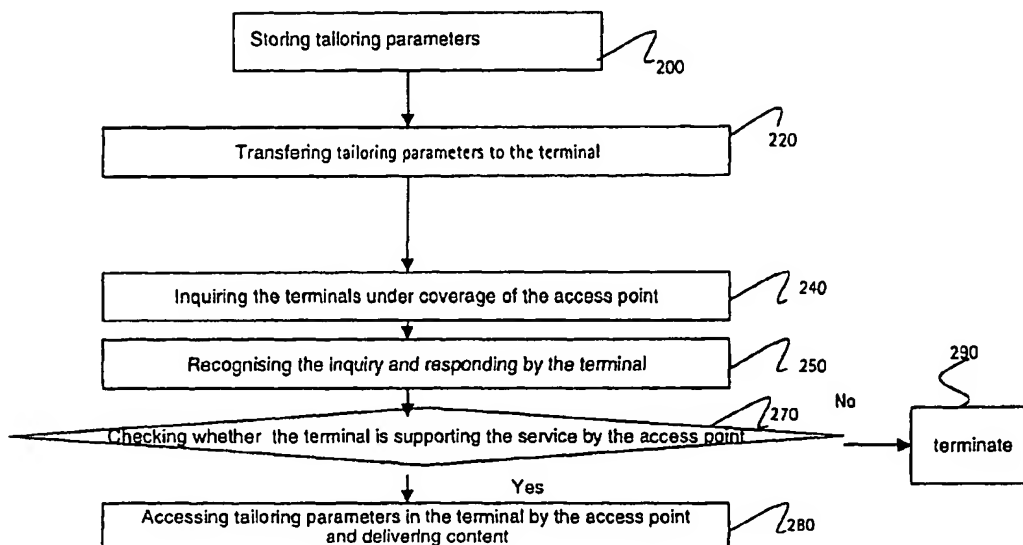 Storing tailoring parameters
200
Transfering tailoring parameters to the terminal
220
Inquiring the terminals under coverage of the access point
240
Recognising the inquiry and responding by the terminal
250
Checking whether the terminal is supporting the service by the access point
270
No
290
terminate
Yes
Accessing tailoring parameters in the terminal by the access point
and delivering content
280